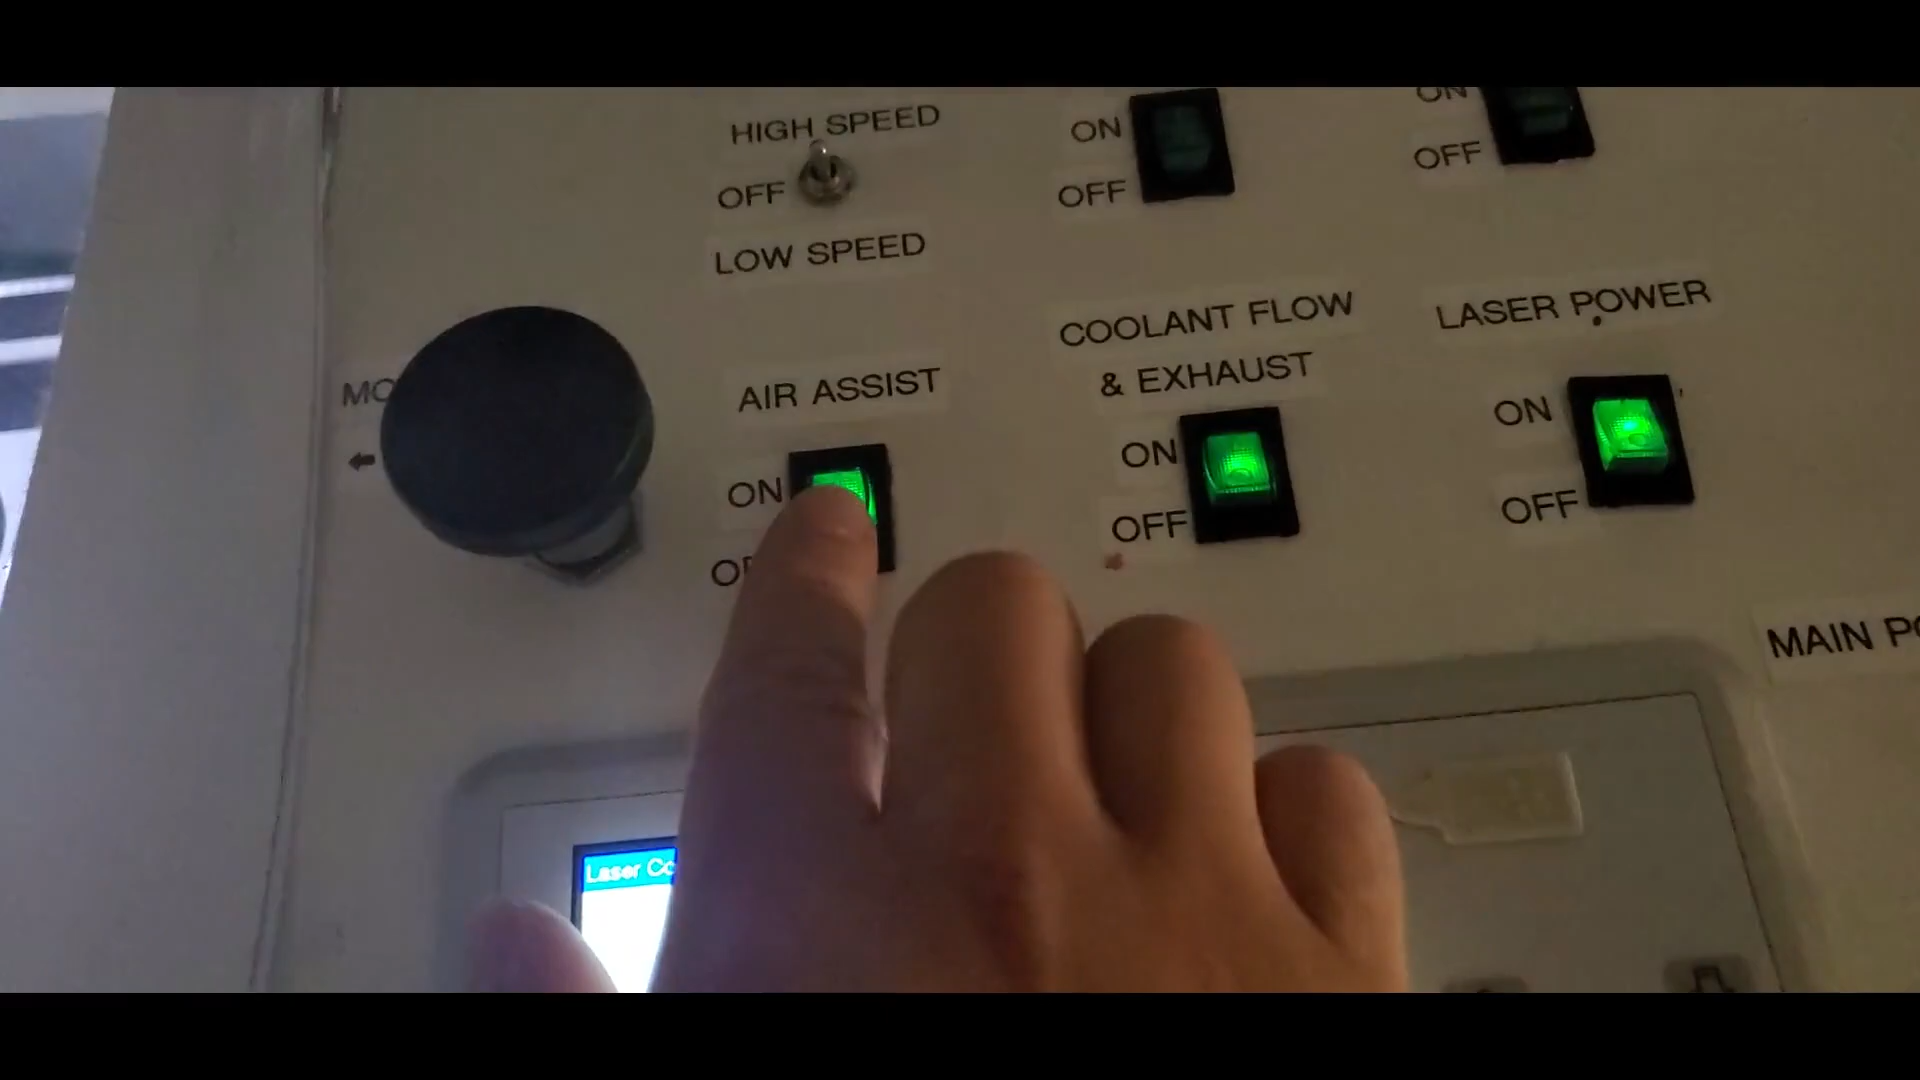 HIGH SPEED
OFF
LOW SPEED
ON
OFF
ON
OFF
AIR ASSIST
ON
COOLANT FLOW
& EXHAUST
ON
OFF
LASER POWER
ON
OFF
MAIN
Laser